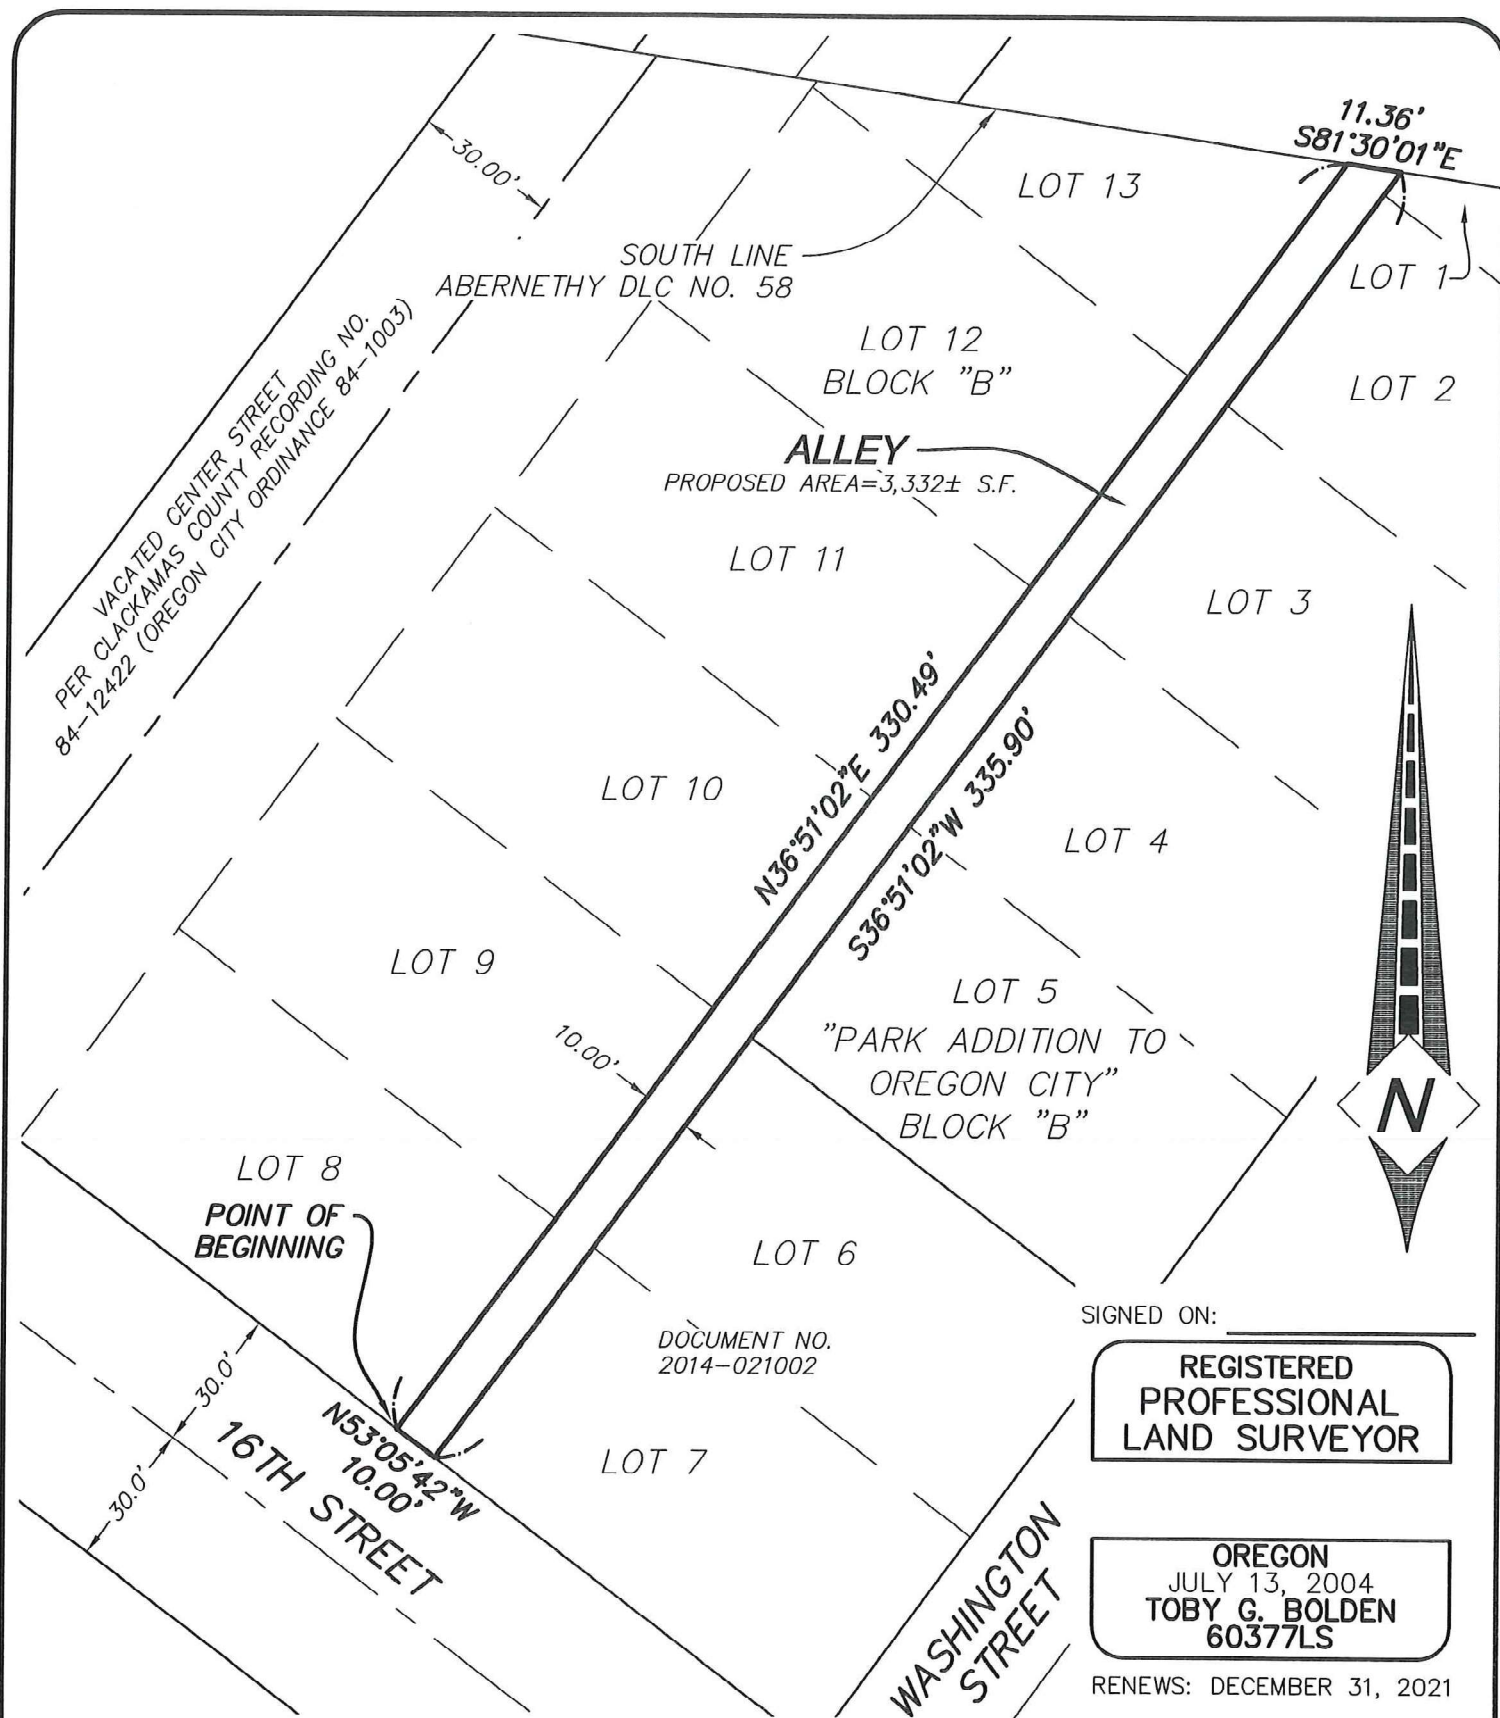 11.36'
S81°30'01"E
30.00'
LOT 13
SOUTH LINE
ABERNETHY DLC NO. 58
LOT 1
LOT 12
BLOCK "B"
LOT 2
VACATED CENTER STREET
PER CLACKAMAS COUNTY RECORDING NO.
84-12422 (OREGON CITY ORDINANCE 84-1003)
ALLEY
PROPOSED AREA=3,332± S.F.
LOT 11
LOT 3
N36°51'02"E 330.49'
S36°51'02"W 335.90'
LOT 10
LOT 4
LOT 9
LOT 5
"PARK ADDITION TO
OREGON CITY"
BLOCK "B"
10.00'
N
LOT 8
POINT OF
BEGINNING
LOT 6
DOCUMENT NO.
2014-021002
30.0'
30.0'
16TH STREET
N53°05'42"W
10.00'
LOT 7
WASHINGTON
STREET
SIGNED ON:
REGISTERED
PROFESSIONAL
LAND SURVEYOR
OREGON
JULY 13, 2004
TOBY G. BOLDEN
60377LS
RENEWS: DECEMBER 31, 2021